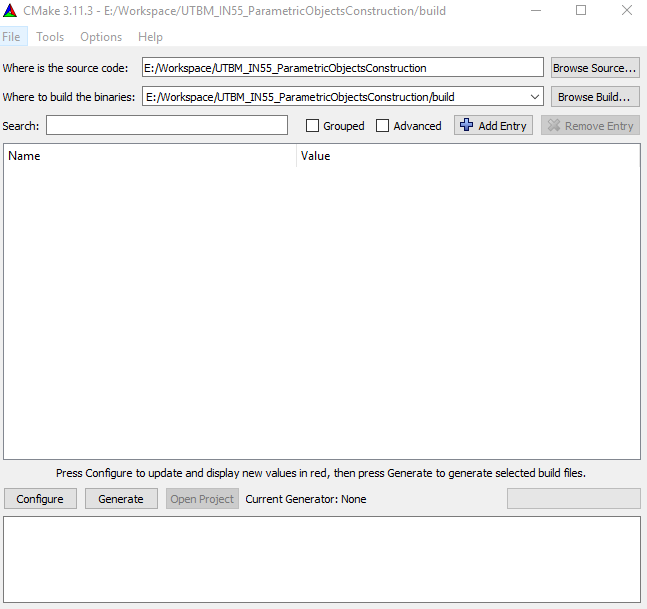 CMake 3.11.3 - E:/Workspace/UTBM_IN55_ParametricObjectsConstruction/build
File Tools Options Help
Where is the source code: E:/Workspace/UTBM_IN55_ParametricObjectsConstruction Browse Source...
Where to build the binaries: E:/Workspace/UTBM_IN55_ParametricObjectsConstruction/build Browse Build...
Search: Grouped Advanced Add Entry Remove Entry
Name Value
Press Configure to update and display new values in red, then press Generate to generate selected build files.
Configure Generate Open Project Current Generator: None